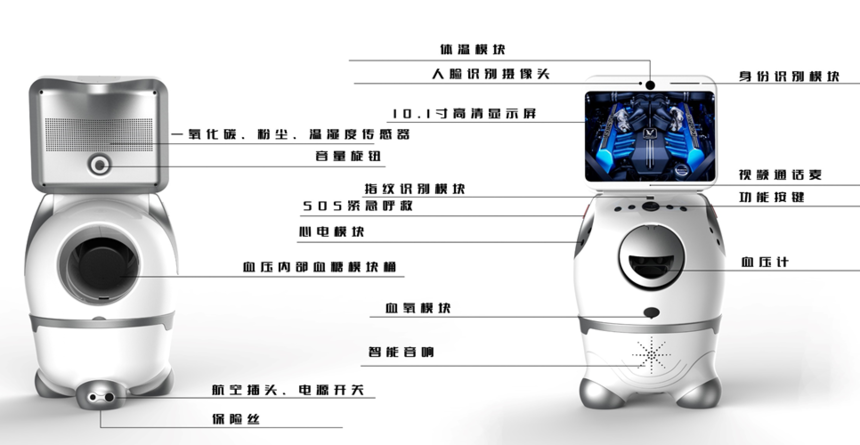 体温模块
人脸识别摄像头
身份识别模块
10.1寸高清显示屏
一氧化碳、粉尘、温湿度传感器
音量旋钮
视频通话麦
指纹识别模块
功能按键
SOS紧急呼救
心电模块
血压计
血压内部血糖模块桶
血氧模块
智能音响
航空插头、电源开关
保险丝